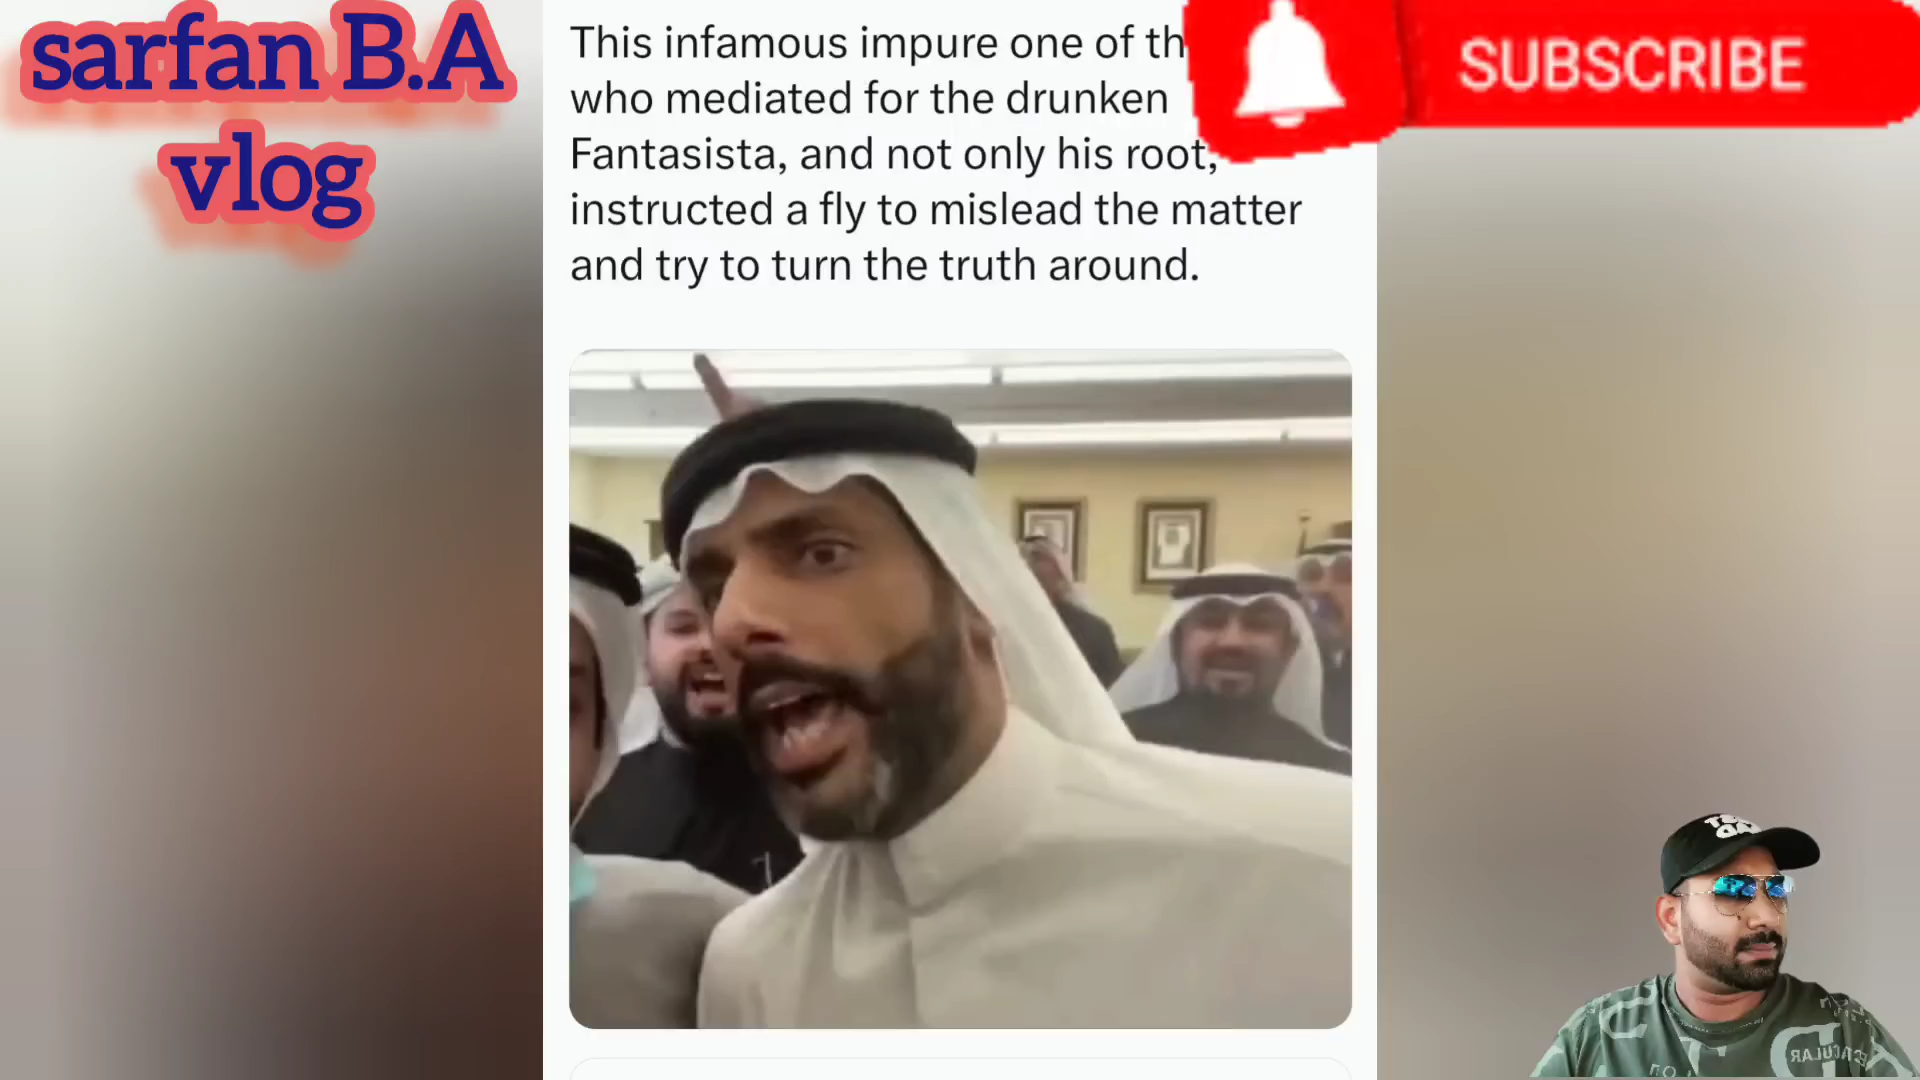 sarfan B.A
vlog
This infamous impure one of
who mediated for the drunken
Fantasista, and not only his root,
instructed a fly to mislead the matter
and try to turn the truth around.
SUBSCRIBE